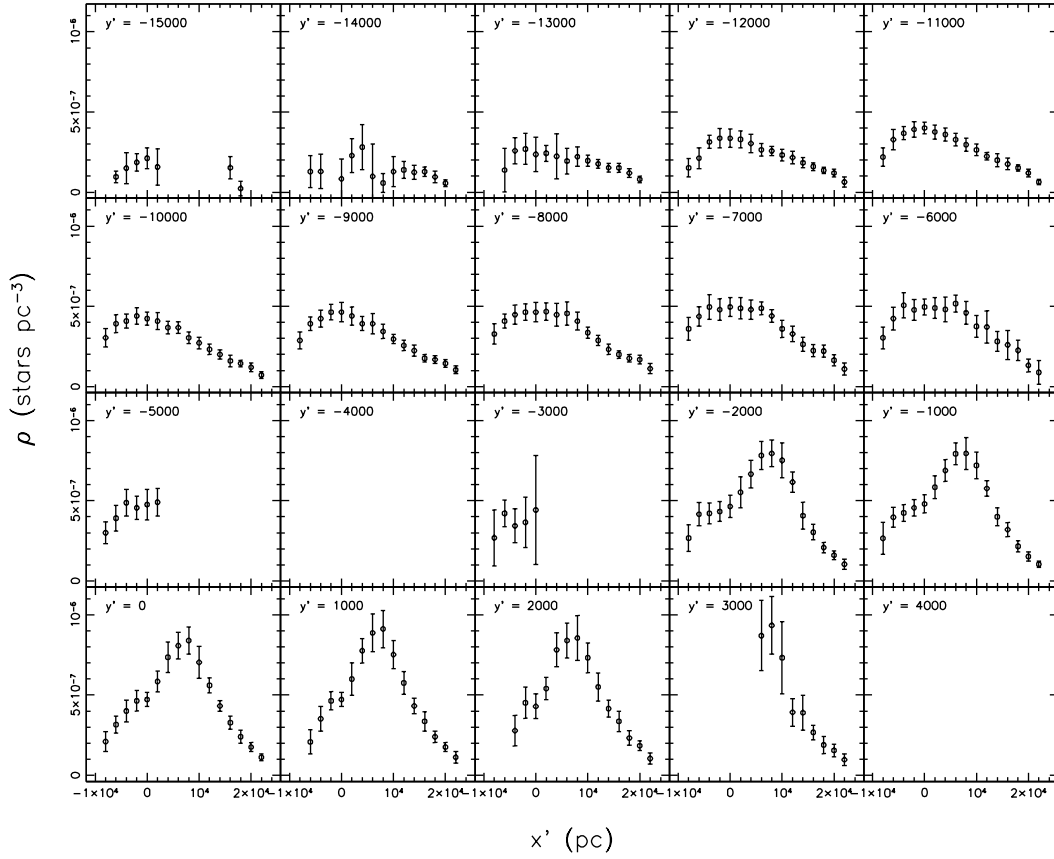 y' = −15000
y' = −14000
y' = −13000
y' = −12000
y' = −11000
10⁻⁶
5×10⁻⁷
0
y' = −10000
y' = −9000
y' = −8000
y' = −7000
y' = −6000
10⁻⁶
5×10⁻⁷
0
y' = −5000
y' = −4000
y' = −3000
y' = −2000
y' = −1000
10⁻⁶
5×10⁻⁷
0
y' = 0
y' = 1000
y' = 2000
y' = 3000
y' = 4000
10⁻⁶
5×10⁻⁷
0
−1×10⁴ 0 10⁴ 2×10⁴
−1×10⁴ 0 10⁴ 2×10⁴
−1×10⁴ 0 10⁴ 2×10⁴
−1×10⁴ 0 10⁴ 2×10⁴
−1×10⁴ 0 10⁴ 2×10⁴
ρ (stars pc⁻³)
x' (pc)